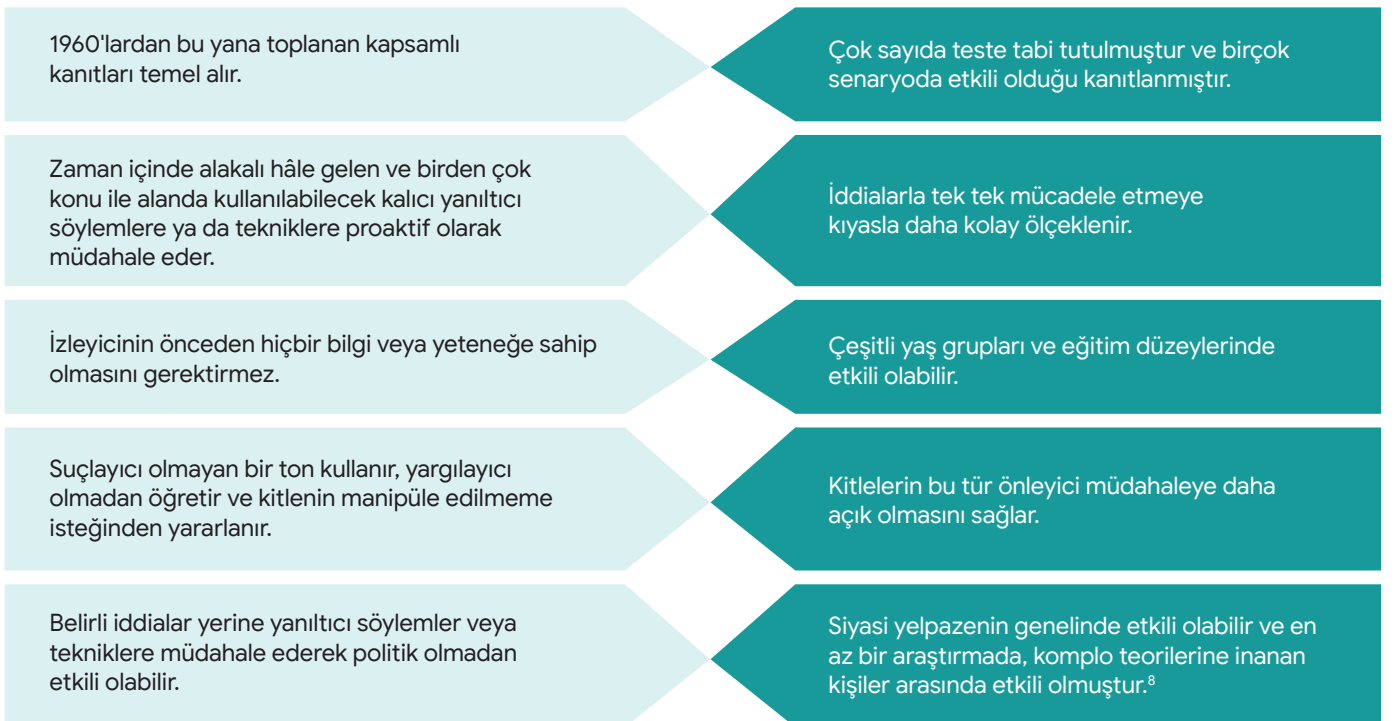 1960'lardan bu yana toplanan kapsamlı
kanıtları temel alır.
Çok sayıda teste tabi tutulmuştur ve birçok
senaryoda etkili olduğu kanıtlanmıştır.
Zaman içinde alakalı hâle gelen ve birden çok
konu ile alanda kullanılabilecek kalıcı yanıltıcı
söylemlere ya da tekniklere proaktif olarak
müdahale eder.
İddialarla tek tek mücadele etmeye
kıyasla daha kolay ölçeklenir.
İzleyicinin önceden hiçbir bilgi veya yeteneğe sahip
olmasını gerektirmez.
Çeşitli yaş grupları ve eğitim düzeylerinde
etkili olabilir.
Suçlayıcı olmayan bir ton kullanır, yargılayıcı
olmadan öğretir ve kitlenin manipüle edilmeme
isteğinden yararlanır.
Kitlelerin bu tür önleyici müdahaleye daha
açık olmasını sağlar.
Belirli iddialar yerine yanıltıcı söylemler veya
tekniklere müdahale ederek politik olmadan
etkili olabilir.
Siyasi yelpazenin genelinde etkili olabilir ve en
az bir araştırmada, komplo teorilerine inanan
kişiler arasında etkili olmuştur.⁸